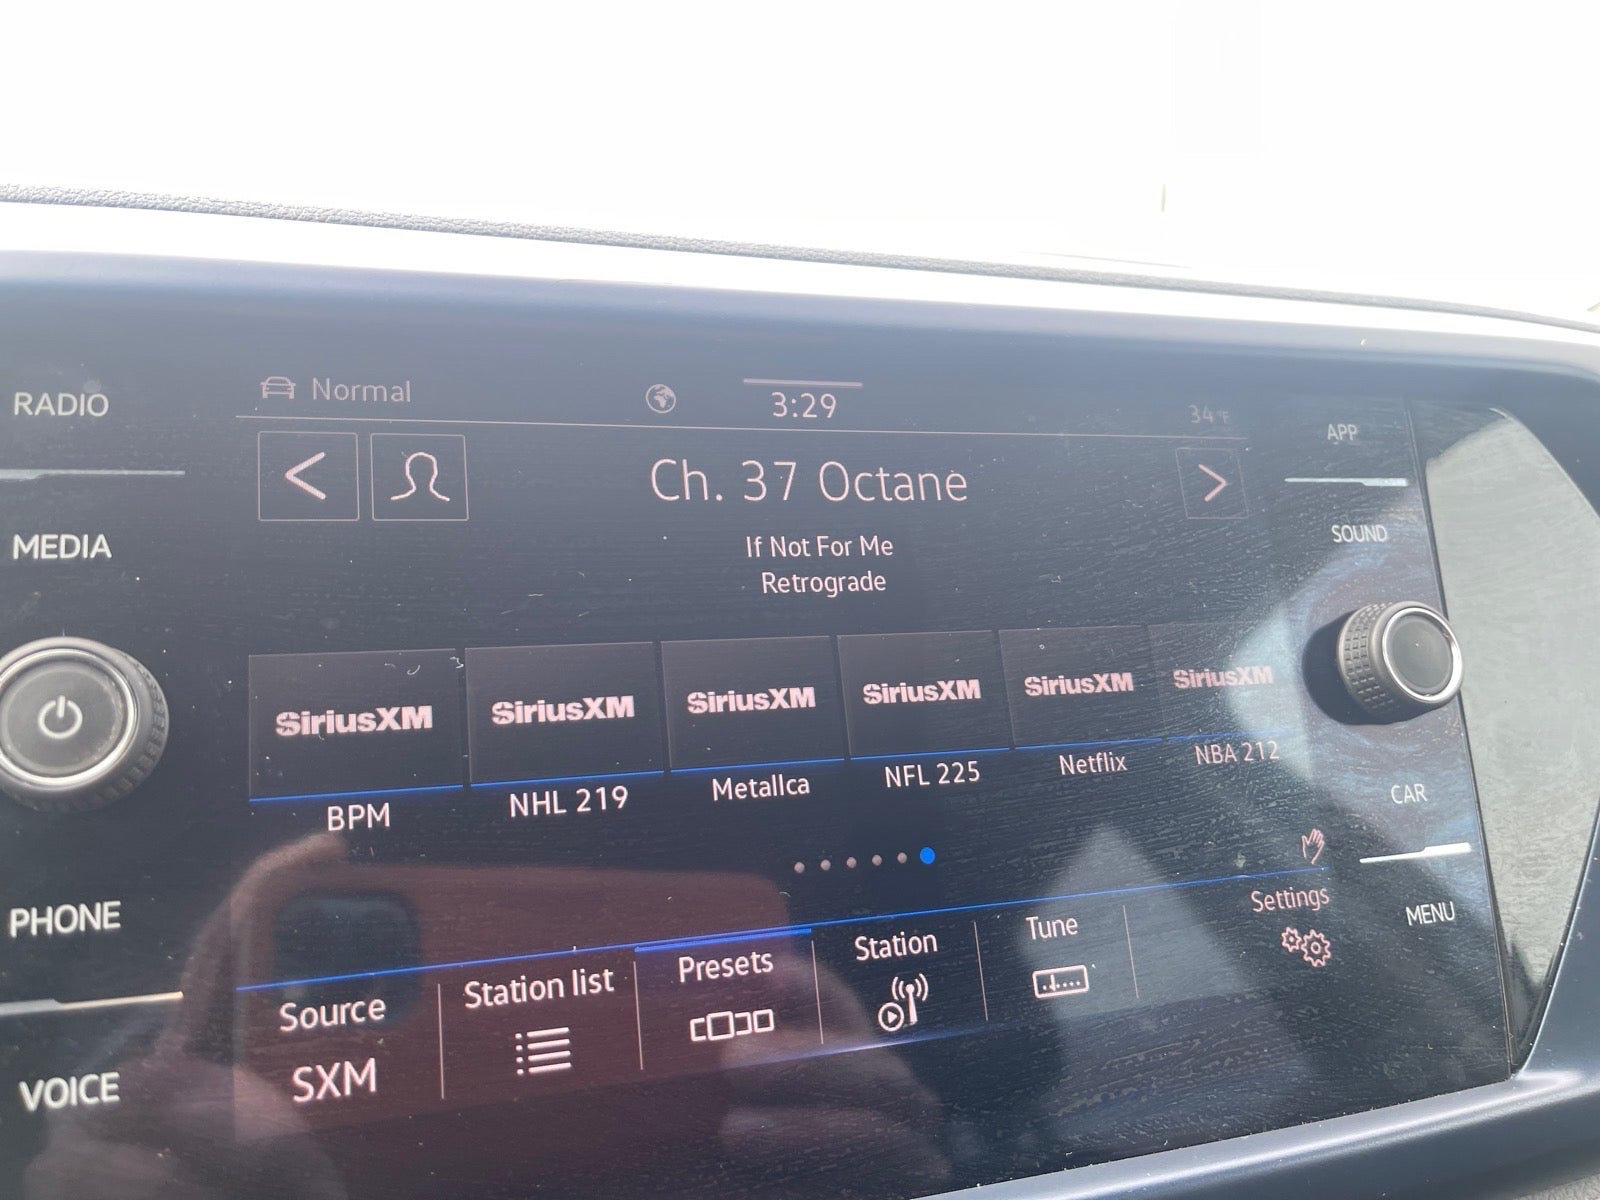 RADIO
Normal
3:29
34°F
APP
Ch. 37 Octane
SOUND
MEDIA
If Not For Me
Retrograde
SiriusXM
SiriusXM
SiriusXM
SiriusXM
SiriusXM
SiriusXM
BPM
NHL 219
Metallca
NFL 225
Netflix
NBA 212
CAR
PHONE
Source
SXM
Station list
Presets
Station
Tune
Settings
MENU
VOICE